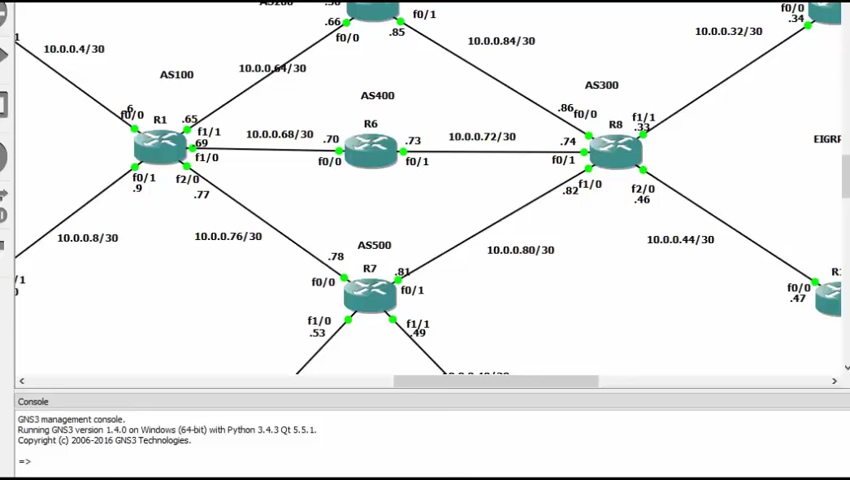 f0/1
f0/0
.34
.66
f0/0
.85
10.0.0.4/30
10.0.0.84/30
10.0.0.32/30
AS100
10.0.0.64/30
AS300
AS400
.6
f0/0
R1
.65
f1/1
.69
f1/0
10.0.0.68/30
.70
f0/0
R6
.73
f0/1
10.0.0.72/30
.86
f0/0
R8
f1/1
.33
.74
f0/1
.82
f1/0
f2/0
.46
f0/1
.9
f2/0
.77
10.0.0.8/30
10.0.0.76/30
10.0.0.80/30
10.0.0.44/30
AS500
R7
.78
f0/0
.81
f0/1
f1/0
.53
f1/1
.49
f0/0
.47
Console
GNS3 management console.
Running GNS3 version 1.4.0 on Windows (64-bit) with Python 3.4.3 Qt 5.5.1.
Copyright (c) 2006-2016 GNS3 Technologies.
=>